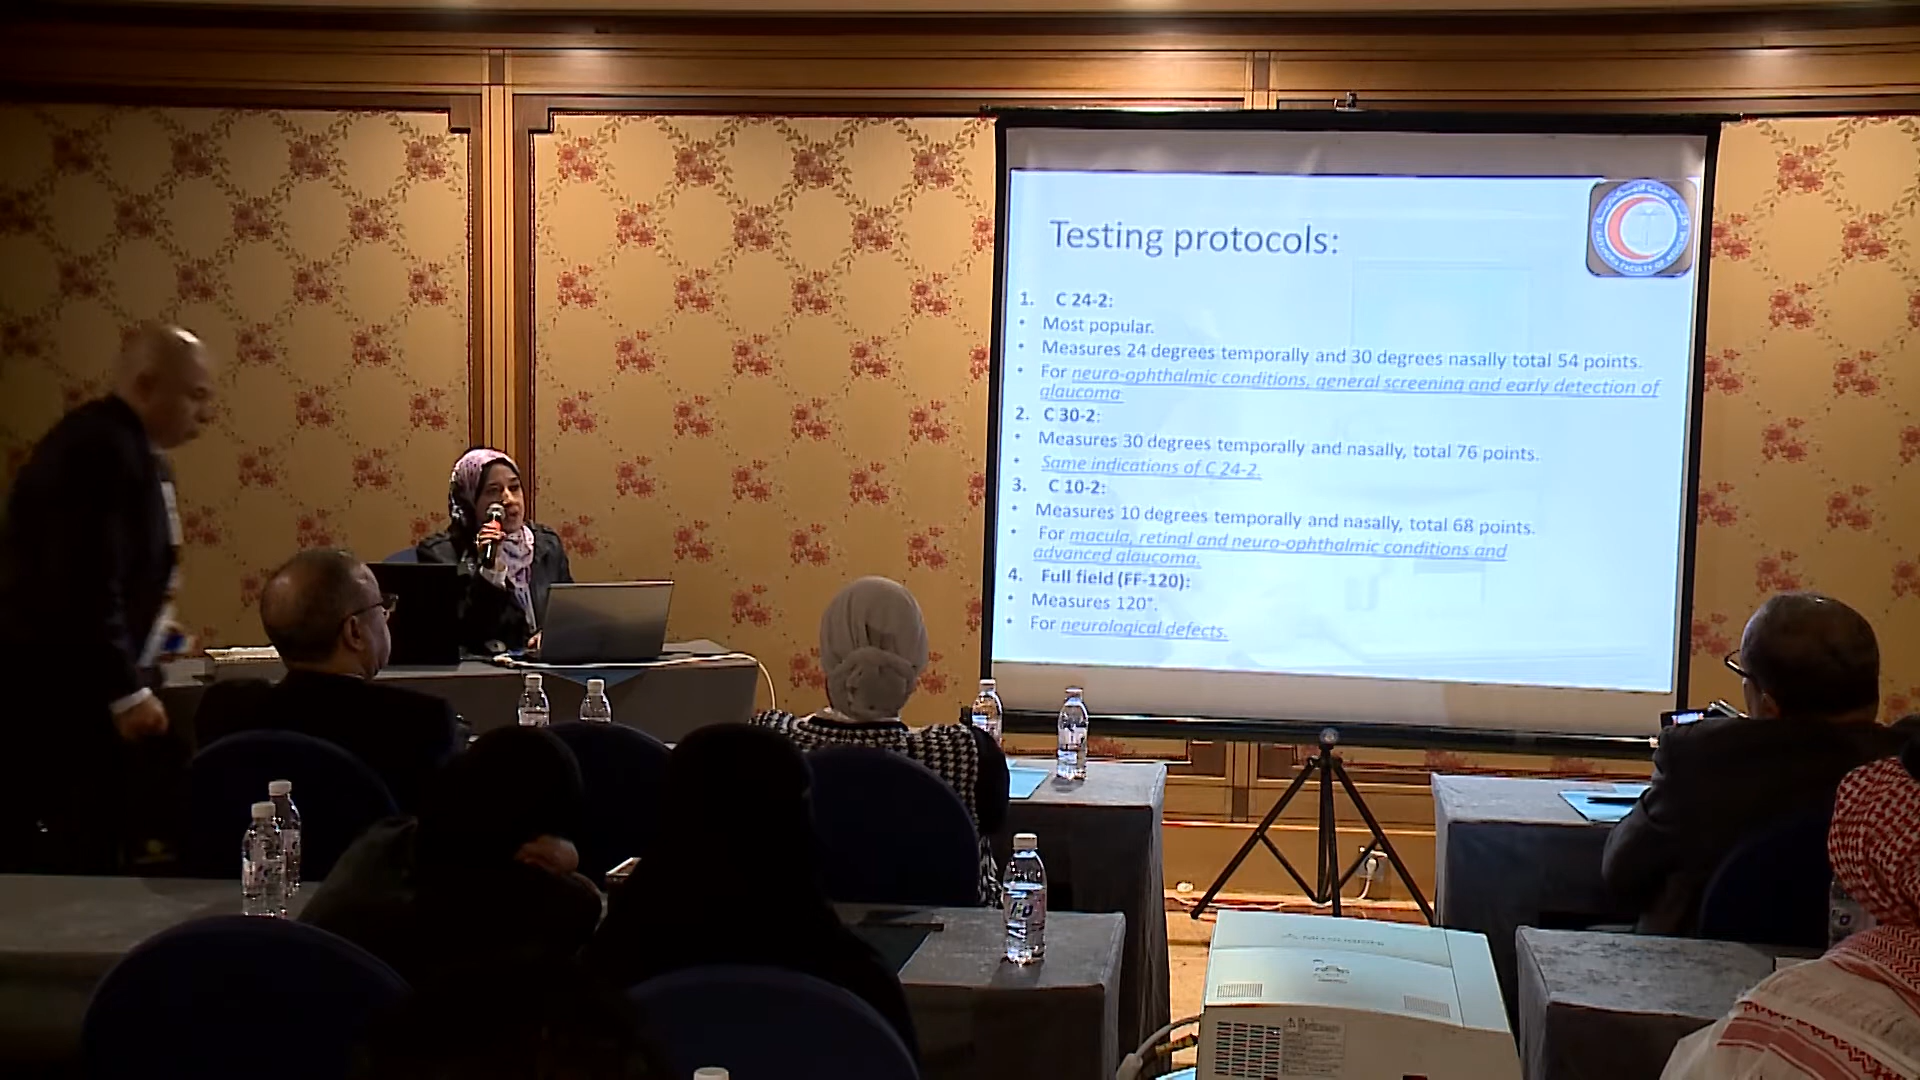 Testing protocols:
1. C 24-2:
• Most popular.
• Measures 24 degrees temporally and 30 degrees nasally total 54 points.
• For neuro-ophthalmic conditions, general screening and early detection of
glaucoma
2. C 30-2:
• Measures 30 degrees temporally and nasally, total 76 points.
• Same indications of C 24-2.
3. C 10-2:
• Measures 10 degrees temporally and nasally, total 68 points.
• For macula, retinal and neuro-ophthalmic conditions and
advanced glaucoma.
4. Full field (FF-120):
• Measures 120°.
• For neurological defects.
FACULTY OF